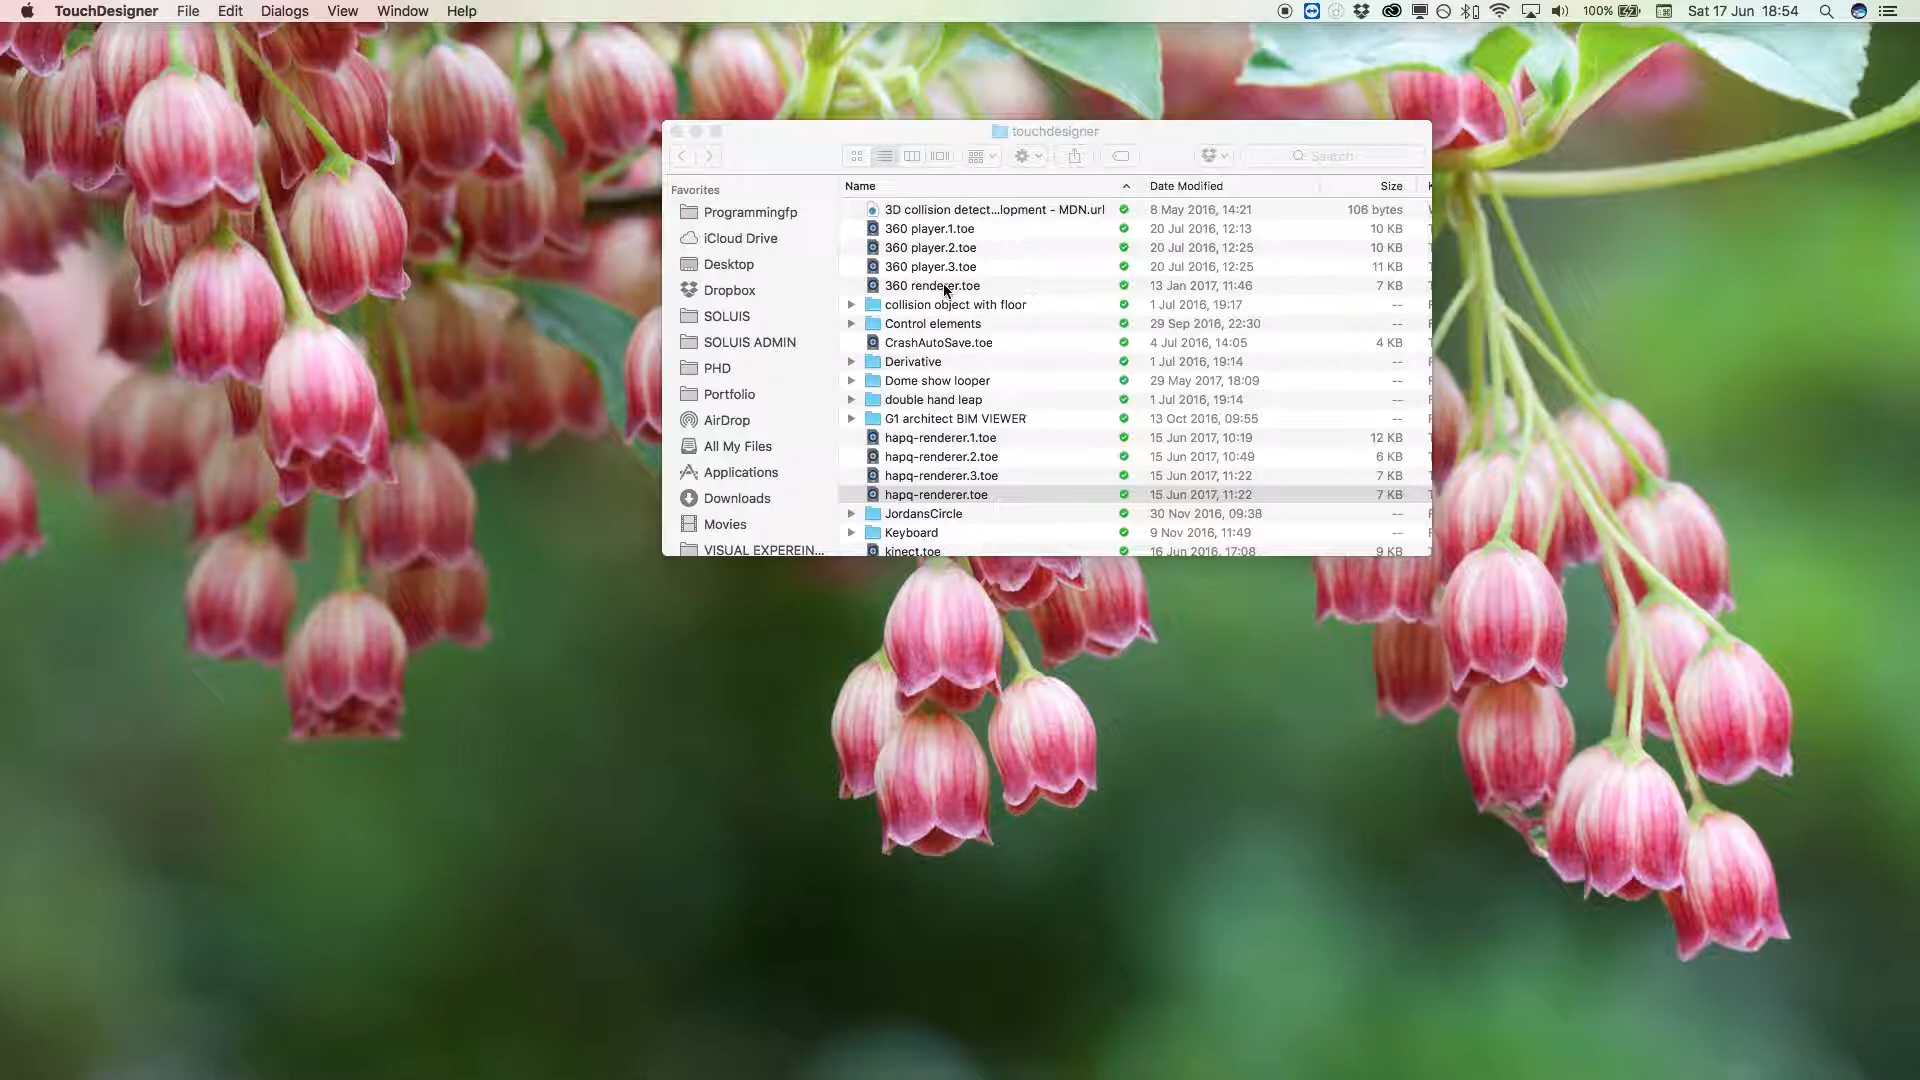 TouchDesigner File Edit Dialogs View Window Help 100% Sat 17 Jun 18:54
touchdesigner
Search
Favorites
Programmingfp
iCloud Drive
Desktop
Dropbox
SOLUIS
SOLUIS ADMIN
PHD
Portfolio
AirDrop
All My Files
Applications
Downloads
Movies
VISUAL EXPEREIN...
Name Date Modified Size
3D collision detect...lopment - MDN.url 8 May 2016, 14:21 106 bytes
360 player.1.toe 20 Jul 2016, 12:13 10 KB
360 player.2.toe 20 Jul 2016, 12:25 10 KB
360 player.3.toe 20 Jul 2016, 12:25 11 KB
360 renderer.toe 13 Jan 2017, 11:46 7 KB
collision object with floor 1 Jul 2016, 19:17 --
Control elements 29 Sep 2016, 22:30 --
CrashAutoSave.toe 4 Jul 2016, 14:05 4 KB
Derivative 1 Jul 2016, 19:14 --
Dome show looper 29 May 2017, 18:09 --
double hand leap 1 Jul 2016, 19:14 --
G1 architect BIM VIEWER 13 Oct 2016, 09:55 --
hapq-renderer.1.toe 15 Jun 2017, 10:19 12 KB
hapq-renderer.2.toe 15 Jun 2017, 10:49 6 KB
hapq-renderer.3.toe 15 Jun 2017, 11:22 7 KB
hapq-renderer.toe 15 Jun 2017, 11:22 7 KB
JordansCircle 30 Nov 2016, 09:38 --
Keyboard 9 Nov 2016, 11:49 --
kinect.toe 16 Jun 2016, 17:08 9 KB